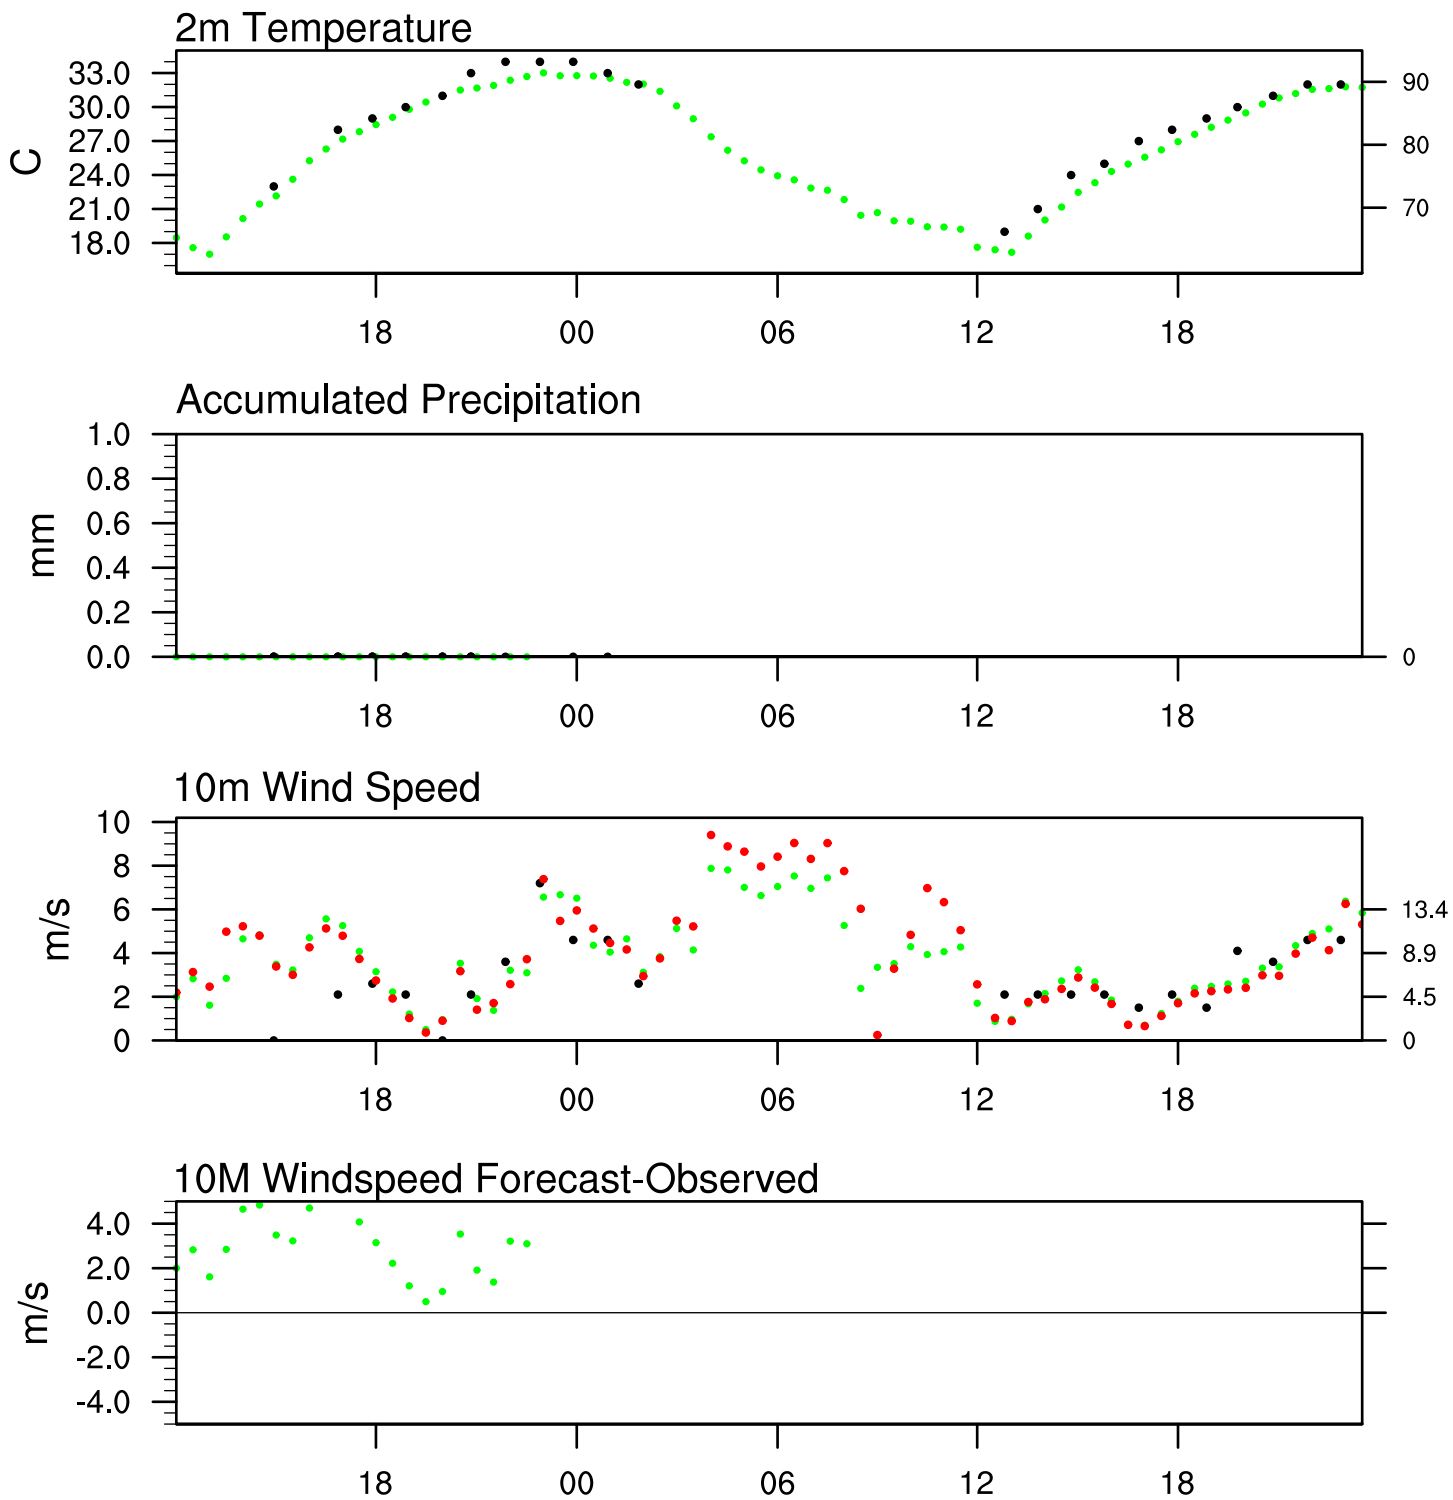 2m Temperature
C
33.0
30.0
27.0
24.0
21.0
18.0
90
80
70
18 00 06 12 18
Accumulated Precipitation
mm
1.0
0.8
0.6
0.4
0.2
0.0
0
18 00 06 12 18
10m Wind Speed
m/s
10
8
6
4
2
0
13.4
8.9
4.5
0
18 00 06 12 18
10M Windspeed Forecast-Observed
m/s
4.0
2.0
0.0
-2.0
-4.0
18 00 06 12 18